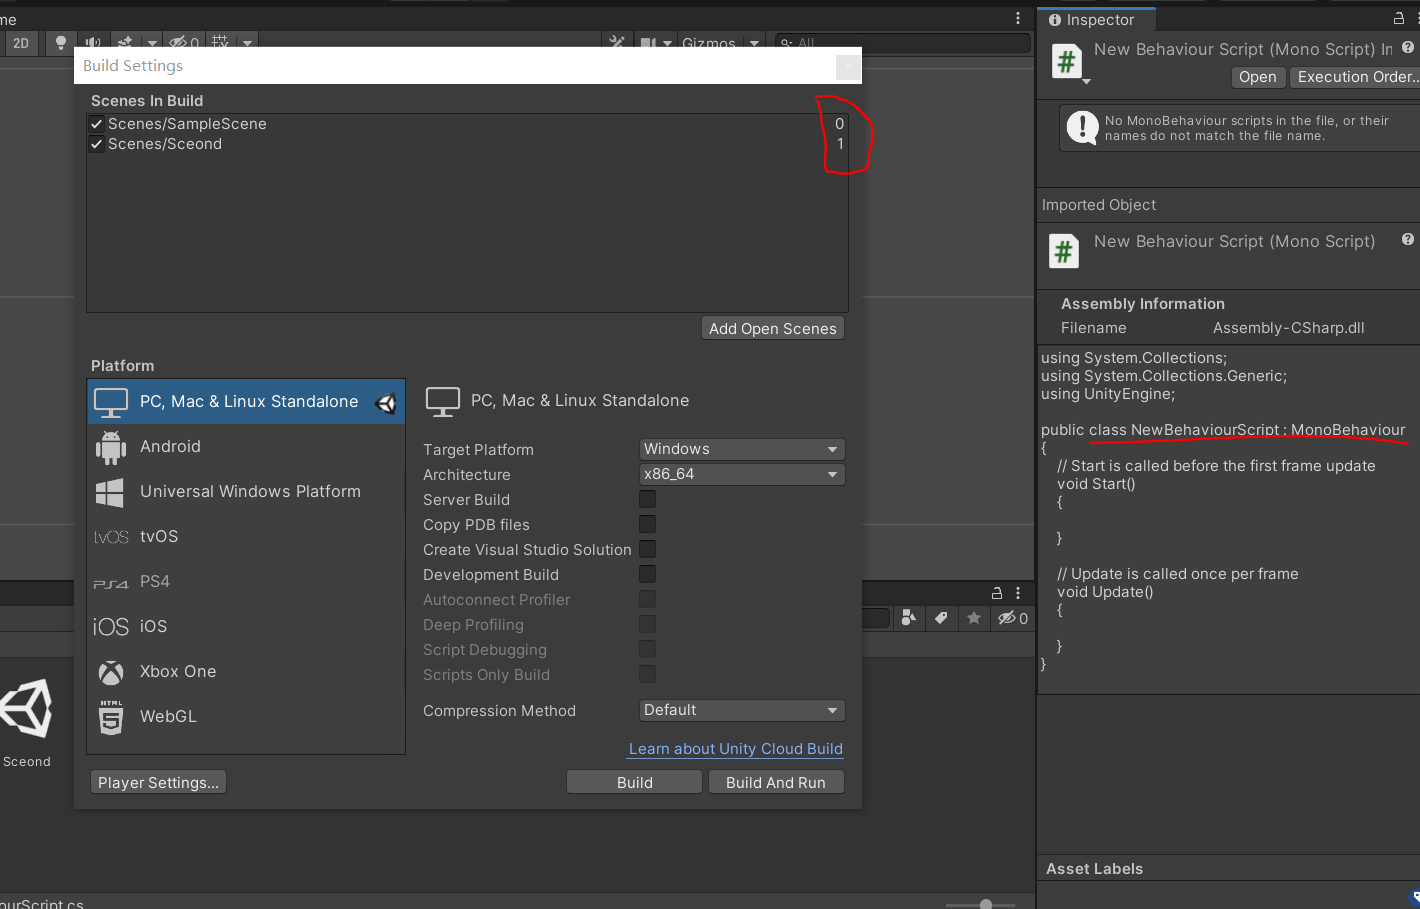 me
Inspector
2D
0
Gizmos
All
New Behaviour Script (Mono Script) In
Open
Execution Order..
Build Settings
Scenes In Build
Scenes/SampleScene 0
Scenes/Sceond 1
No MonoBehaviour scripts in the file, or their
names do not match the file name.
Imported Object
New Behaviour Script (Mono Script)
Assembly Information
Filename Assembly-CSharp.dll
Add Open Scenes
using System.Collections;
using System.Collections.Generic;
using UnityEngine;
public class NewBehaviourScript : MonoBehaviour
{
// Start is called before the first frame update
void Start()
{
}
// Update is called once per frame
void Update()
{
}
}
Platform
PC, Mac & Linux Standalone
Android
Universal Windows Platform
tvOS tvOS
PS4 PS4
iOS iOS
Xbox One
HTML
5
WebGL
PC, Mac & Linux Standalone
Target Platform Windows
Architecture x86_64
Server Build
Copy PDB files
Create Visual Studio Solution
Development Build
Autoconnect Profiler
Deep Profiling
Script Debugging
Scripts Only Build
Compression Method Default
Learn about Unity Cloud Build
Player Settings...
Build
Build And Run
0
Sceond
Asset Labels
ourScript.cs